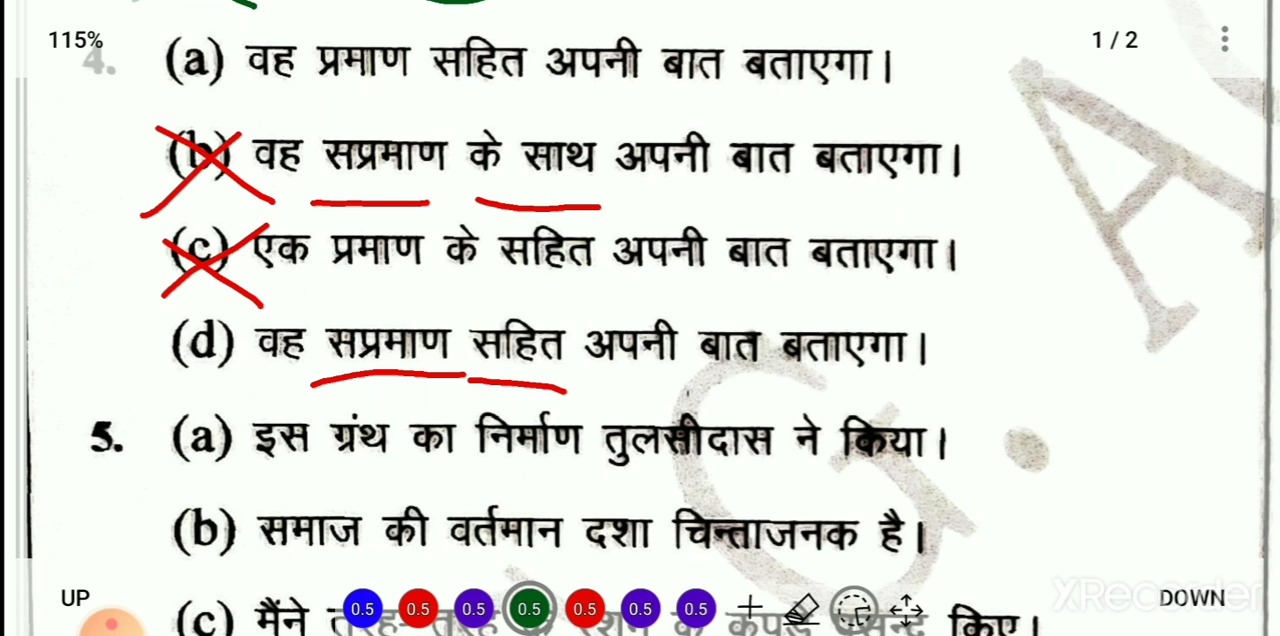 115%
1 / 2
4. (a) वह प्रमाण सहित अपनी बात बताएगा।
(b) वह सप्रमाण के साथ अपनी बात बताएगा।
(c) एक प्रमाण के सहित अपनी बात बताएगा।
(d) वह सप्रमाण सहित अपनी बात बताएगा।
5. (a) इस ग्रंथ का निर्माण तुलसीदास ने किया।
(b) समाज की वर्तमान दशा चिन्ताजनक है।
UP
0.5 0.5 0.5 0.5 0.5 0.5 0.5
XRecorder
DOWN
(c) मैंने किए।